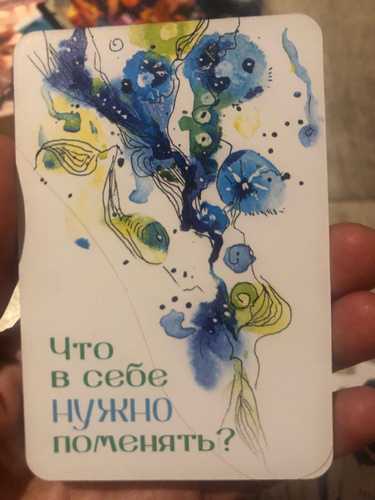 Что
в себе
нужно
поменять?